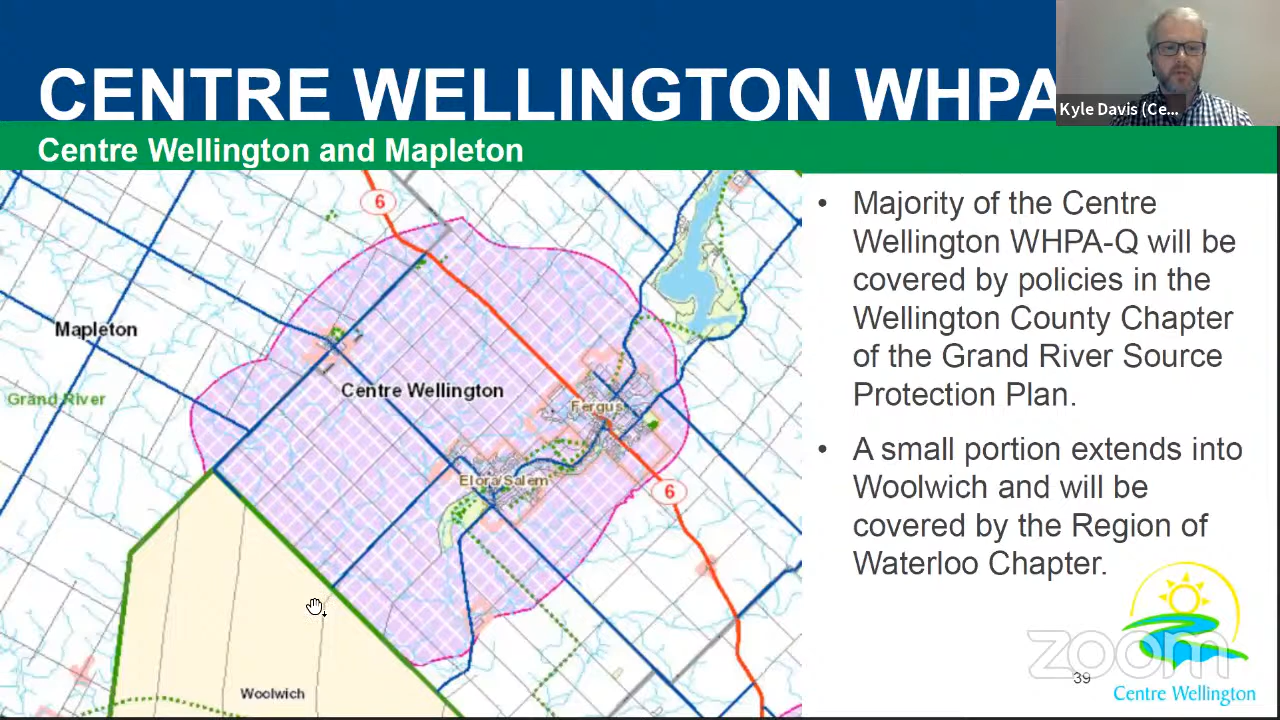 CENTRE WELLINGTON WHPA
Kyle Davis (Ce...
Centre Wellington and Mapleton
6
Mapleton
Grand River
Centre Wellington
Fergus
Elora/Salem
6
Woolwich
• Majority of the Centre
Wellington WHPA-Q will be
covered by policies in the
Wellington County Chapter
of the Grand River Source
Protection Plan.
• A small portion extends into
Woolwich and will be
covered by the Region of
Waterloo Chapter.
zoom
39
Centre Wellington